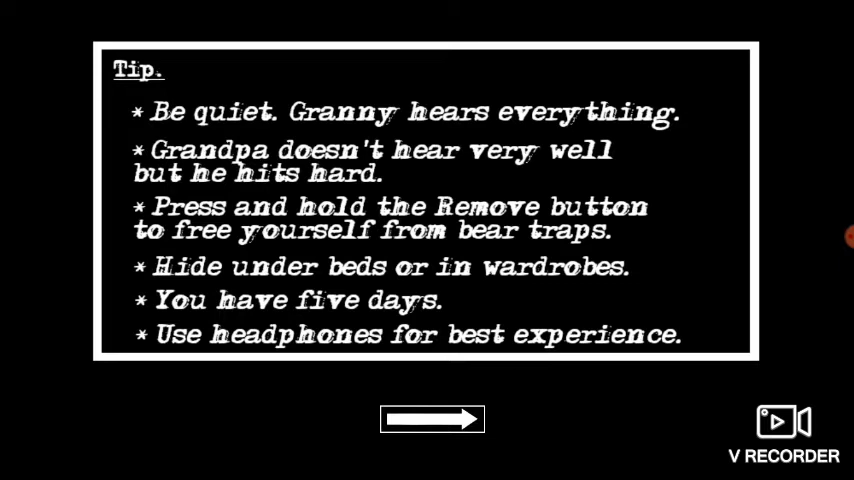 Tip.
* Be quiet. Granny hears everything.
* Grandpa doesn't hear very well
but he hits hard.
* Press and hold the Remove button
to free yourself from bear traps.
* Hide under beds or in wardrobes.
* You have five days.
* Use headphones for best experience.
V RECORDER